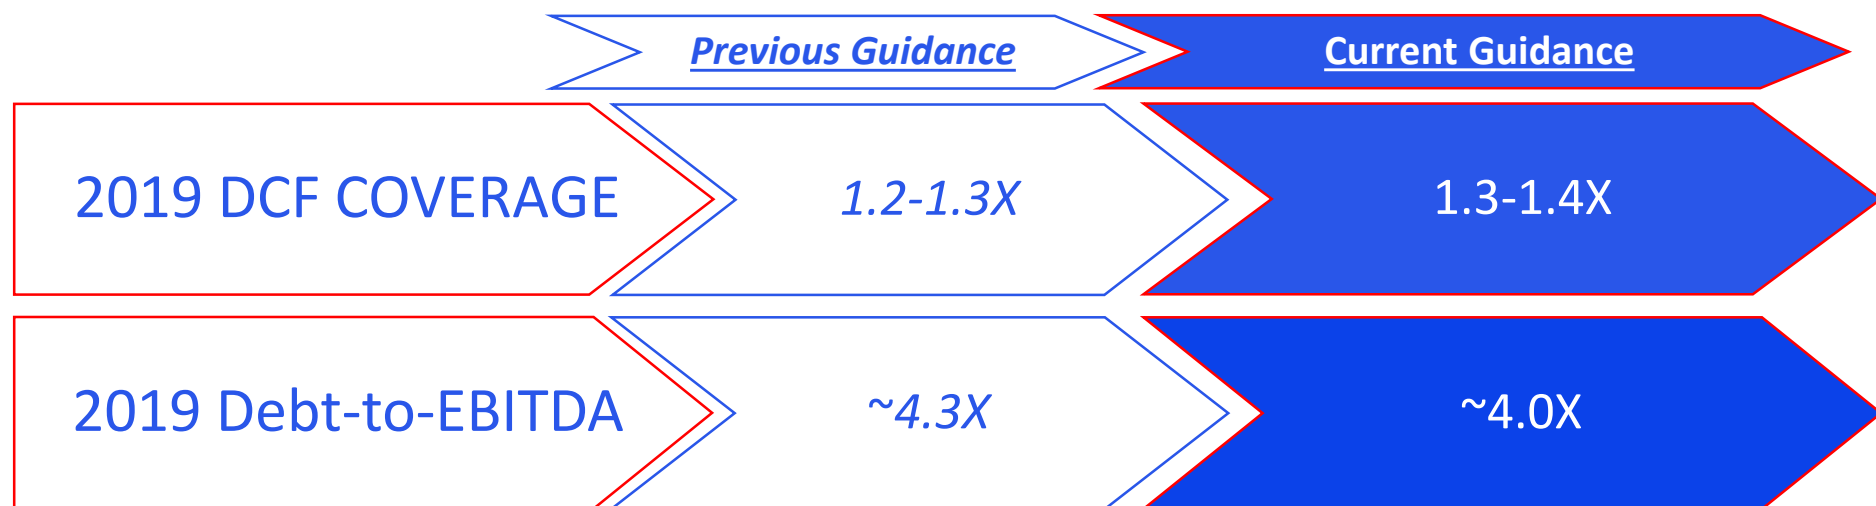 Previous Guidance
Current Guidance
2019 DCF COVERAGE
1.2-1.3X
1.3-1.4X
2019 Debt-to-EBITDA
~4.3X
~4.0X